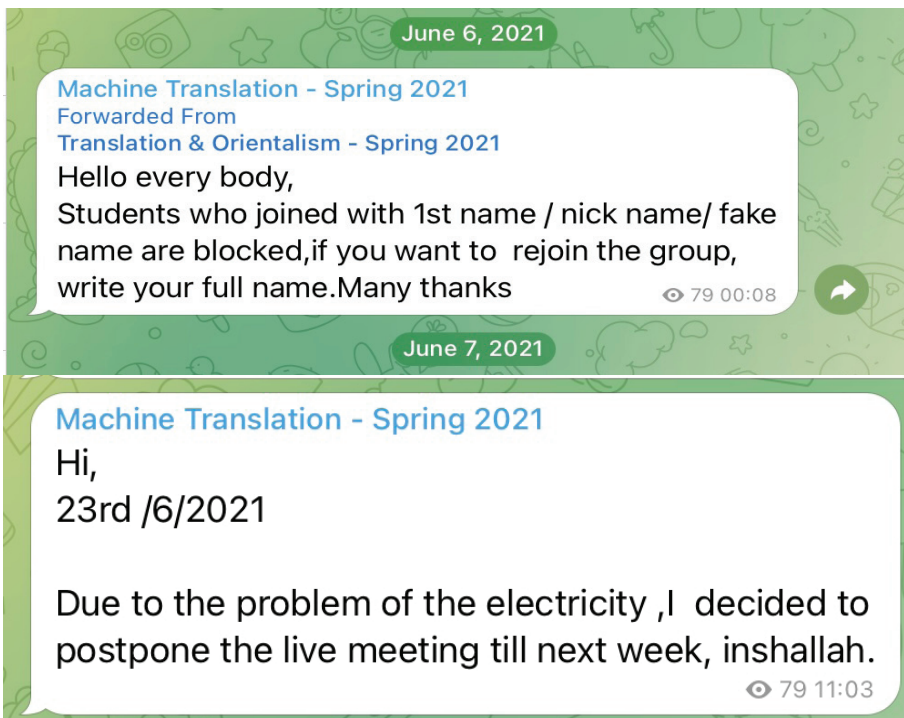 June 6, 2021
Machine Translation - Spring 2021
Forwarded From
Translation & Orientalism - Spring 2021
Hello every body,
Students who joined with 1st name / nick name/ fake
name are blocked,if you want to  rejoin the group,
write your full name.Many thanks
79 00:08
June 7, 2021
Machine Translation - Spring 2021
Hi,
23rd /6/2021
Due to the problem of the electricity ,I  decided to
postpone the live meeting till next week, inshallah.
79 11:03